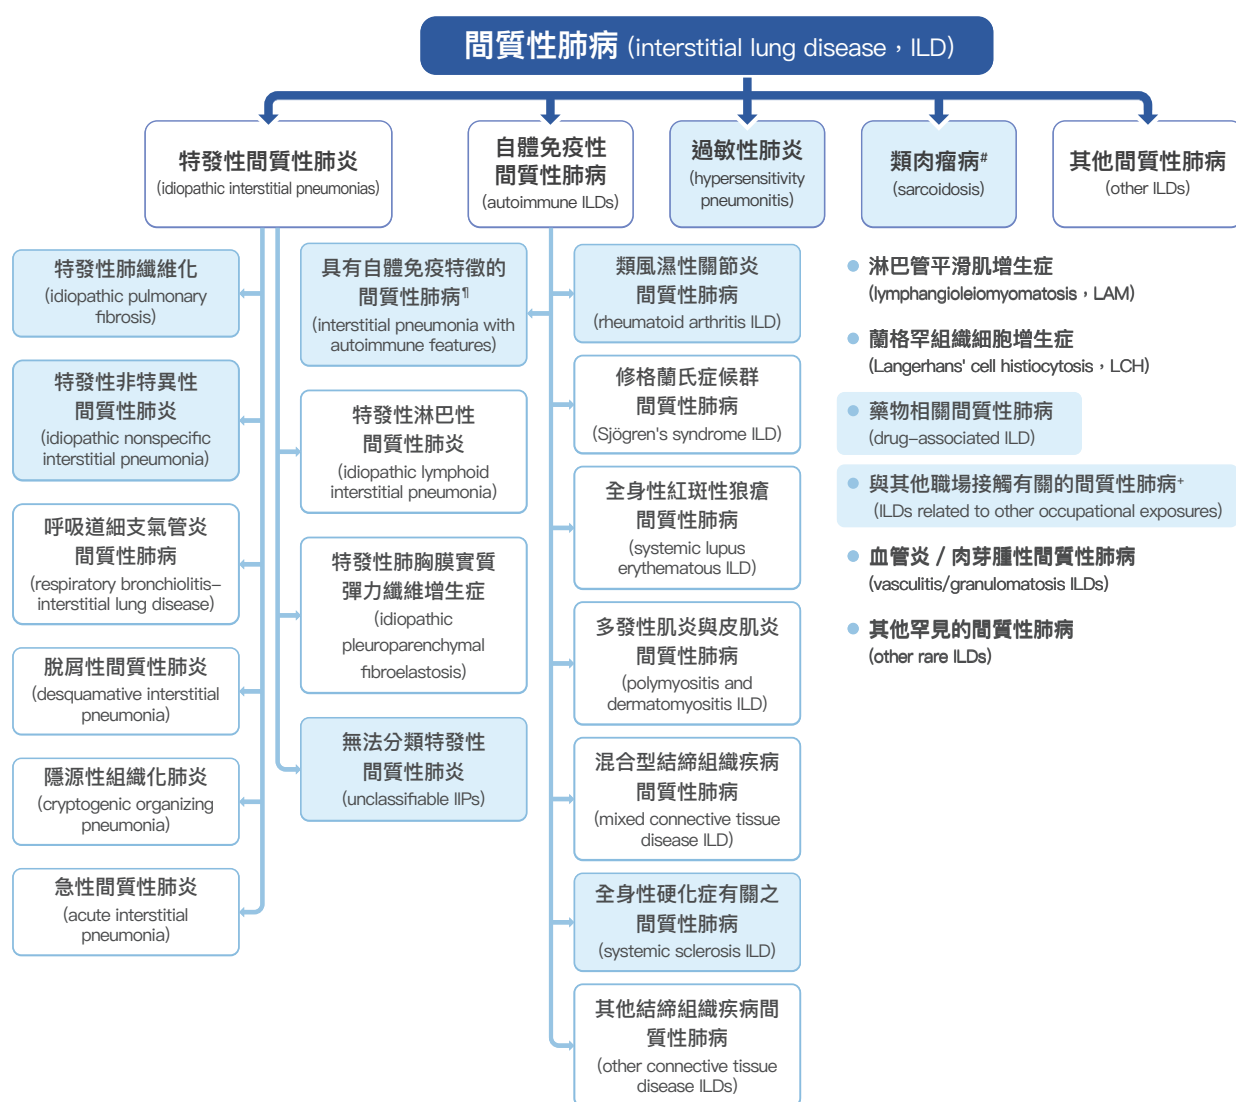 間質性肺病 (interstitial lung disease，ILD)
特發性間質性肺炎
(idiopathic interstitial pneumonias)
自體免疫性
間質性肺病
(autoimmune ILDs)
過敏性肺炎
(hypersensitivity
pneumonitis)
類肉瘤病#
(sarcoidosis)
其他間質性肺病
(other ILDs)
特發性肺纖維化
(idiopathic pulmonary
fibrosis)
特發性非特異性
間質性肺炎
(idiopathic nonspecific
interstitial pneumonia)
呼吸道細支氣管炎
間質性肺病
(respiratory bronchiolitis–
interstitial lung disease)
脫屑性間質性肺炎
(desquamative interstitial
pneumonia)
隱源性組織化肺炎
(cryptogenic organizing
pneumonia)
急性間質性肺炎
(acute interstitial
pneumonia)
具有自體免疫特徵的
間質性肺病¶
(interstitial pneumonia with
autoimmune features)
特發性淋巴性
間質性肺炎
(idiopathic lymphoid
interstitial pneumonia)
特發性肺胸膜實質
彈力纖維增生症
(idiopathic
pleuroparenchymal
fibroelastosis)
無法分類特發性
間質性肺炎
(unclassifiable IIPs)
類風濕性關節炎
間質性肺病
(rheumatoid arthritis ILD)
修格蘭氏症候群
間質性肺病
(Sjögren's syndrome ILD)
全身性紅斑性狼瘡
間質性肺病
(systemic lupus
erythematous ILD)
多發性肌炎與皮肌炎
間質性肺病
(polymyositis and
dermatomyositis ILD)
混合型結締組織疾病
間質性肺病
(mixed connective tissue
disease ILD)
全身性硬化症有關之
間質性肺病
(systemic sclerosis ILD)
其他結締組織疾病間
質性肺病
(other connective tissue
disease ILDs)
淋巴管平滑肌增生症
(lymphangioleiomyomatosis，LAM)
蘭格罕組織細胞增生症
(Langerhans' cell histiocytosis，LCH)
藥物相關間質性肺病
(drug–associated ILD)
與其他職場接觸有關的間質性肺病+
(ILDs related to other occupational exposures)
血管炎 / 肉芽腫性間質性肺病
(vasculitis/granulomatosis ILDs)
其他罕見的間質性肺病
(other rare ILDs)